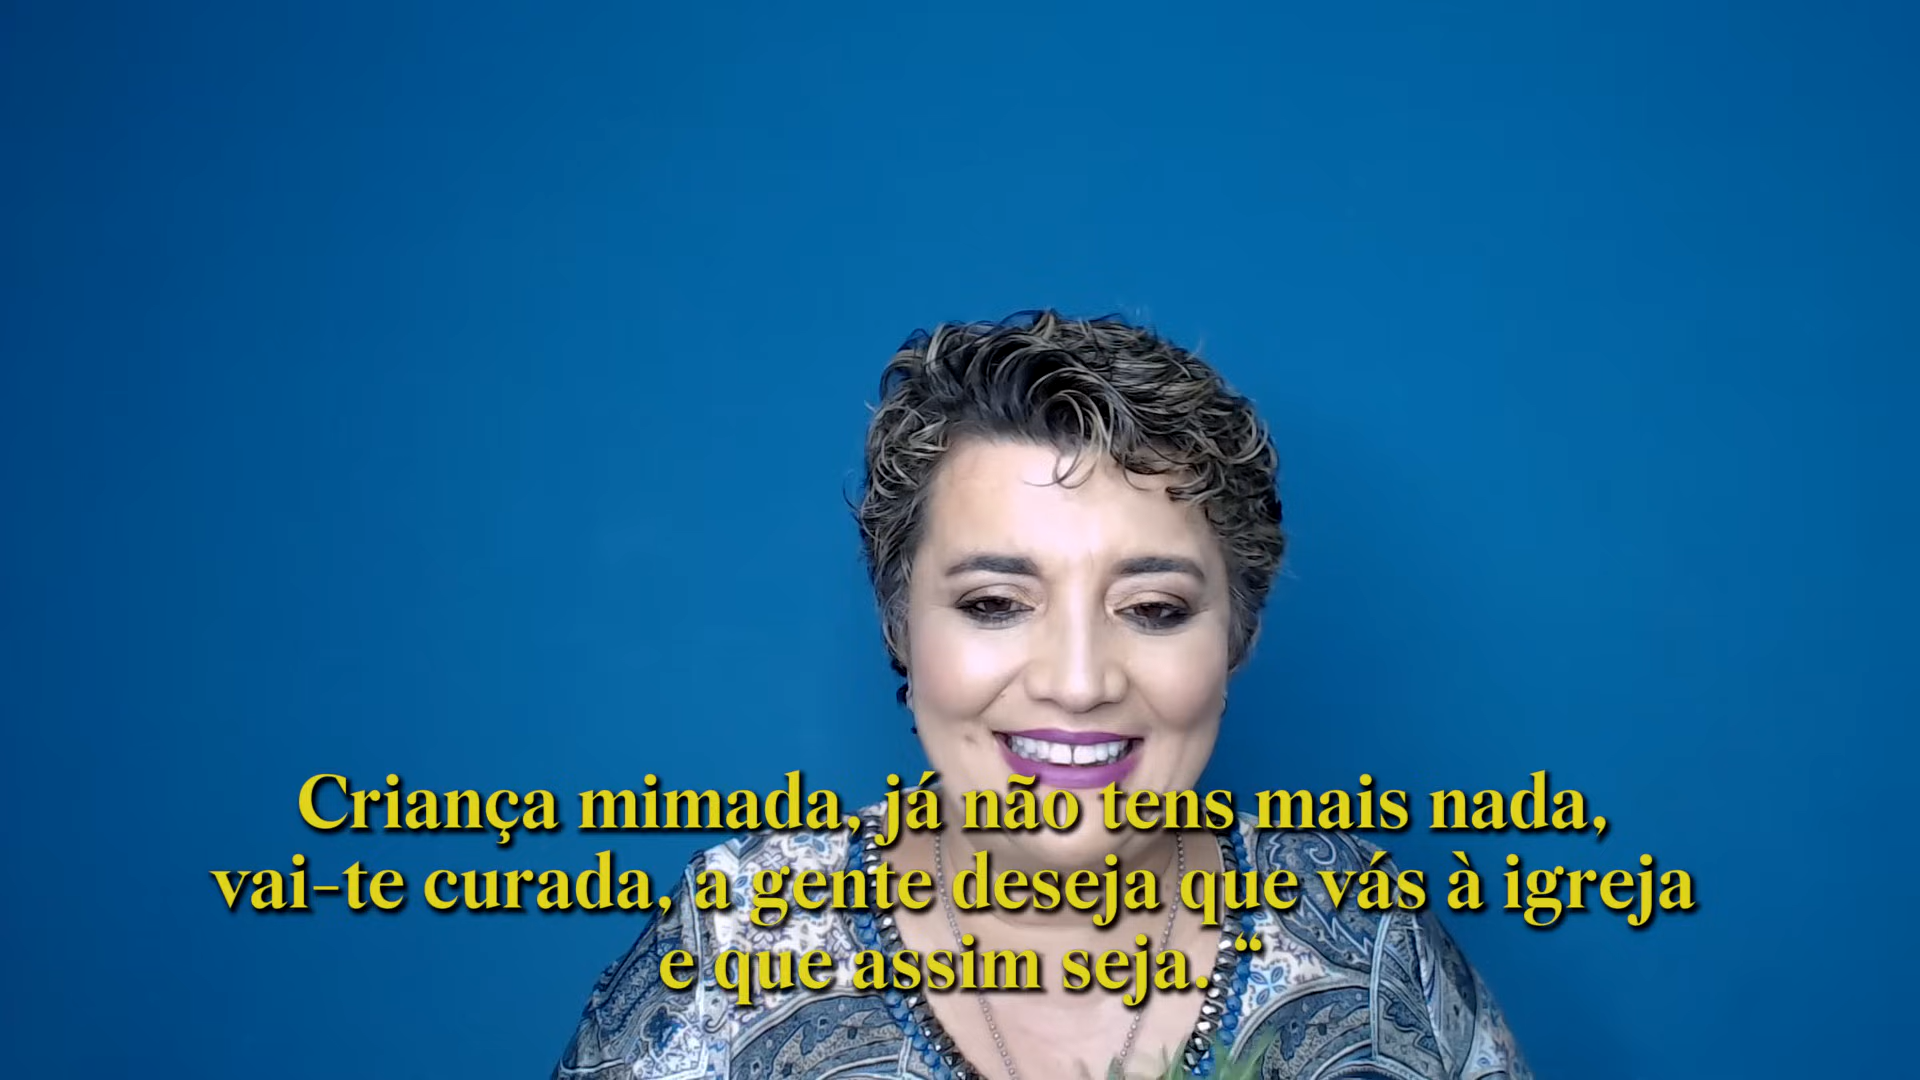 Criança mimada, já não tens mais nada,
vai-te curada, a gente deseja que vás à igreja
e que assim seja. “